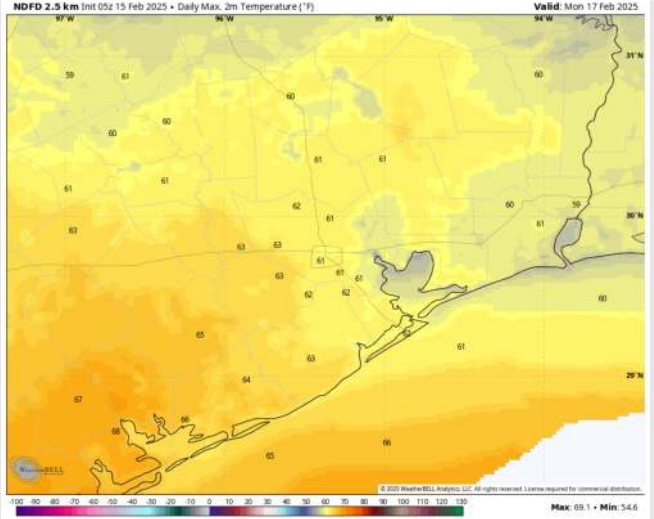 NDFD 2.5 km Init 05z 15 Feb 2025 • Daily Max. 2m Temperature (°F) Valid: Mon 17 Feb 2025
97°W 96°W 95°W 94°W
31°N
59 61 60
60
60 60
61 61
61 61
62 60 59
61 61
30°N
63
63 63
61
61 61
63
62 62
60
65
62
61
63
64
29°N
67
66
68 66
65
WeatherBELL
© 2020 WeatherBELL Analytics, LLC. All rights reserved. License required for commercial distribution.
-100 -90 -80 -70 -60 -50 -40 -30 -20 -10 0 10 20 30 40 50 60 70 80 90 100 110 120 130
Max: 69.1 • Min: 54.6